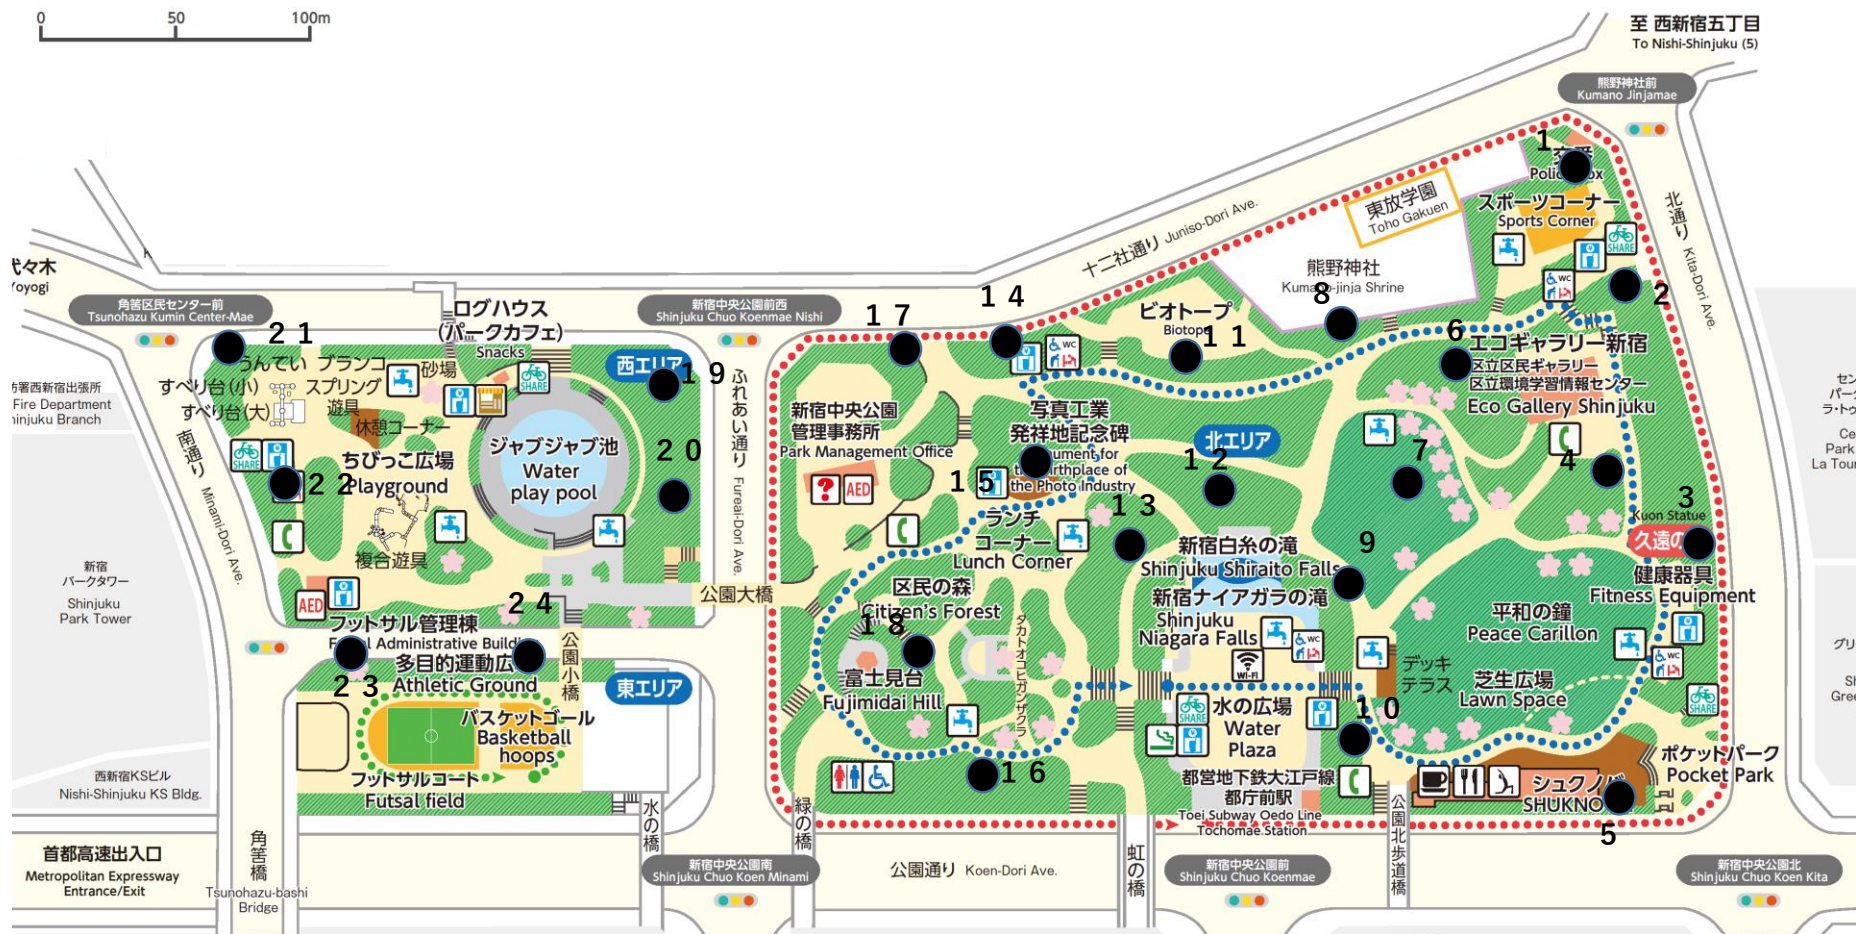 0 50 100m
至 西新宿五丁目
To Nishi-Shinjuku (5)
熊野神社前
Kumano Jinjamae
北通り Kita-Dori Ave.
十二社通り Juniso-Dori Ave.
東放学園
Toho Gakuen
熊野神社
Kumano-jinja Shrine
1
スポーツコーナー
Sports Corner
SHARE
WC
2
8
6
エコギャラリー新宿
区立区民ギャラリー
区立環境学習情報センター
Eco Gallery Shinjuku
ビオトープ
Biotope
11
14
17
WC
代々木
Yoyogi
角筈区民センター前
Tsunohazu Kumin Center-Mae
ログハウス
(パークカフェ)
Snacks
新宿中央公園前西
Shinjuku Chuo Koenmae Nishi
21
うんてい ブランコ 砂場
すべり台(小) スプリング
すべり台(大) 遊具
休憩コーナー
SHARE
西エリア
19
ふれあい通り Fureai-Dori Ave.
Fire Department
Shinjuku Branch
南通り Minami-Dori Ave.
SHARE
ちびっこ広場
Playground
22
複合遊具
ジャブジャブ池
Water
play pool
20
新宿中央公園
管理事務所
Park Management Office
? AED
写真工業
発祥地記念碑
the Photo Industry
15
北エリア
12
7
4
13
3
Kuon Statue
ランチ
コーナー
Lunch Corner
新宿白糸の滝
Shinjuku Shiraito Falls
9
健康器具
Fitness Equipment
新宿ナイアガラの滝
Shinjuku
Niagara Falls
WC
Wi-Fi
平和の鐘
Peace Carillon
WC
デッキ
テラス
芝生広場
Lawn Space
SHARE
区民の森
Citizen's Forest
18
富士見台
Fujimidai Hill
タカトオコヒガンザクラ
公園大橋
新宿
パークタワー
Shinjuku
Park Tower
AED
24
フットサル管理棟
多目的運動広
Athletic Ground
23
公園小橋
東エリア
バスケットゴール
Basketball
hoops
フットサルコート
Futsal field
西新宿KSビル
Nishi-Shinjuku KS Bldg.
SHARE
水の広場
Water
Plaza
10
16
都営地下鉄大江戸線
都庁前駅
Toei Subway Oedo Line
Tochomae Station
シュクノバ
SHUKNO
5
ポケットパーク
Pocket Park
首都高速出入口
Metropolitan Expressway
Entrance/Exit
角筈橋
Tsunohazu-bashi
Bridge
水の橋
緑の橋
虹の橋
公園北歩道橋
新宿中央公園南
Shinjuku Chuo Koen Minami
公園通り Koen-Dori Ave.
新宿中央公園前
Shinjuku Chuo Koenmae
新宿中央公園北
Shinjuku Chuo Koen Kita